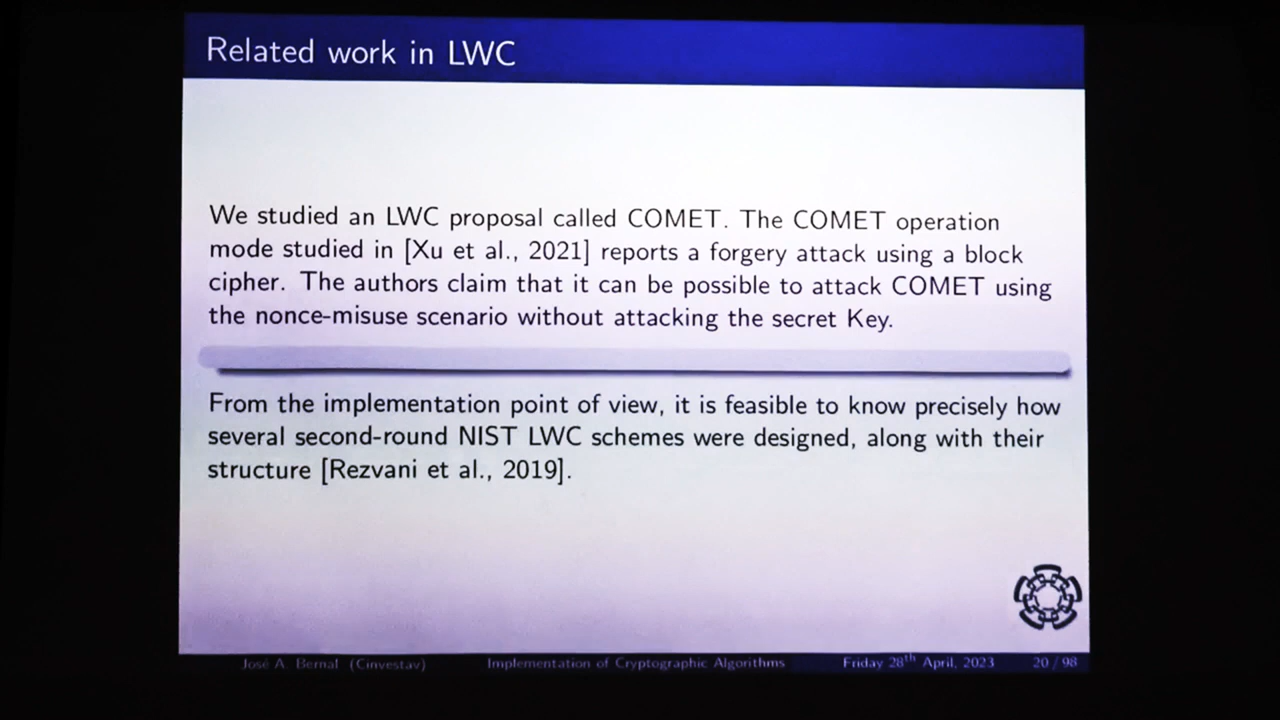 Related work in LWC
We studied an LWC proposal called COMET. The COMET operation
mode studied in [Xu et al., 2021] reports a forgery attack using a block
cipher. The authors claim that it can be possible to attack COMET using
the nonce-misuse scenario without attacking the secret Key.
From the implementation point of view, it is feasible to know precisely how
several second-round NIST LWC schemes were designed, along with their
structure [Rezvani et al., 2019].
José A. Bernal (Cinvestav) Implementation of Cryptographic Algorithms Friday 28th April, 2023 20 / 98